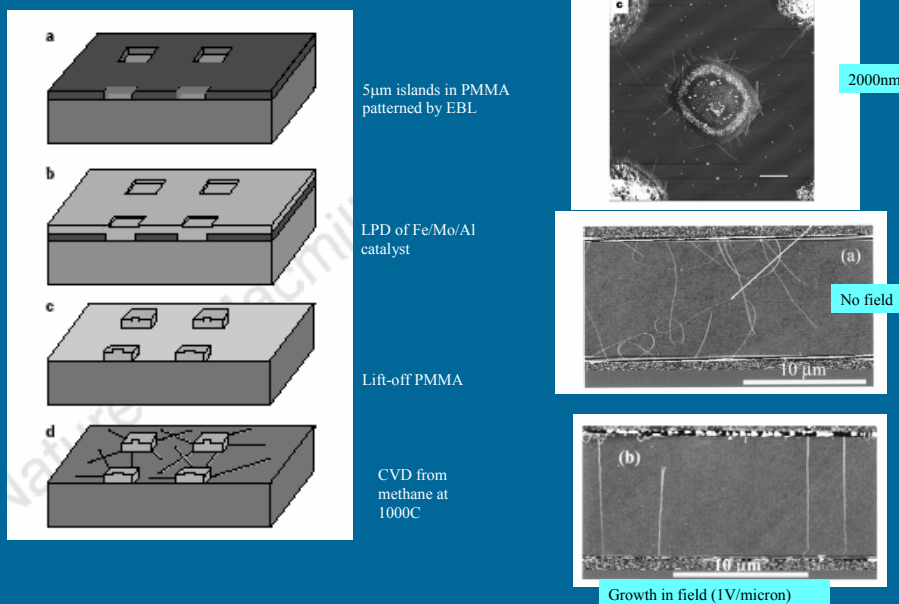 a
5μm islands in PMMA
patterned by EBL
b
LPD of Fe/Mo/Al
catalyst
c
Lift-off PMMA
d
CVD from
methane at
1000C
c
2000nm
(a)
No field
10 μm
(b)
10 μm
Growth in field (1V/micron)
Nature